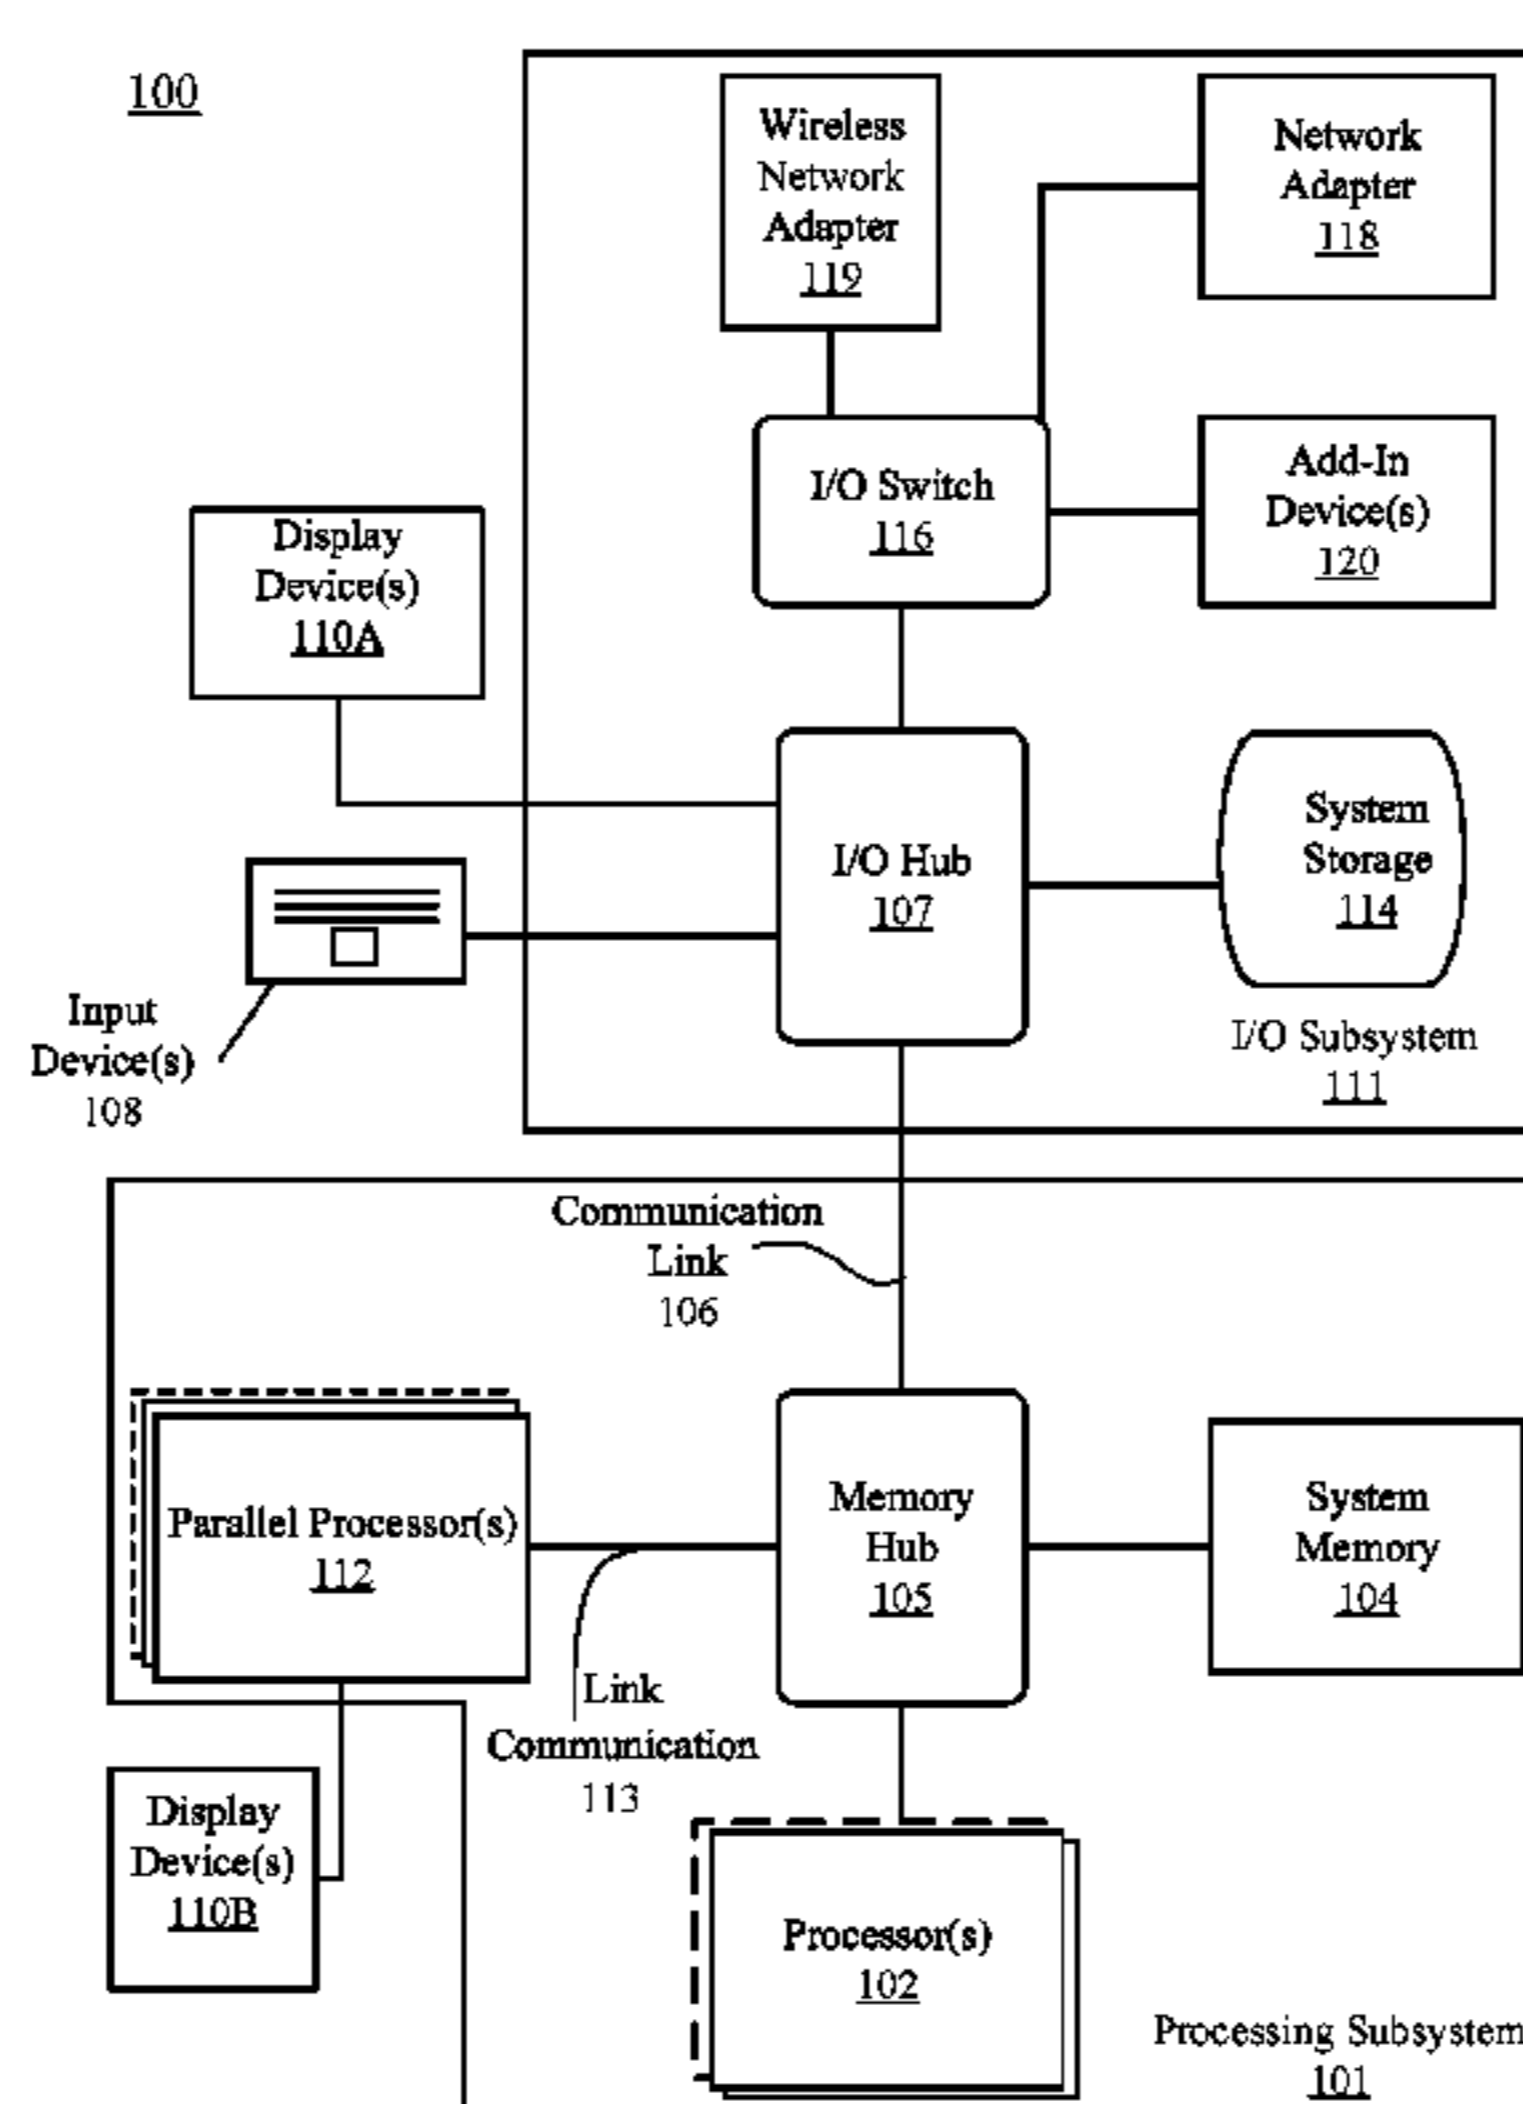 100
Wireless
Network
Adapter
119
Network
Adapter
118
I/O Switch
116
Add-In
Device(s)
120
Display
Device(s)
110A
I/O Hub
107
System
Storage
114
Input
Device(s)
108
I/O Subsystem
111
Communication
Link
106
Parallel Processor(s)
112
Memory
Hub
105
System
Memory
104
Link
Communication
113
Display
Device(s)
110B
Processor(s)
102
Processing Subsystem
101